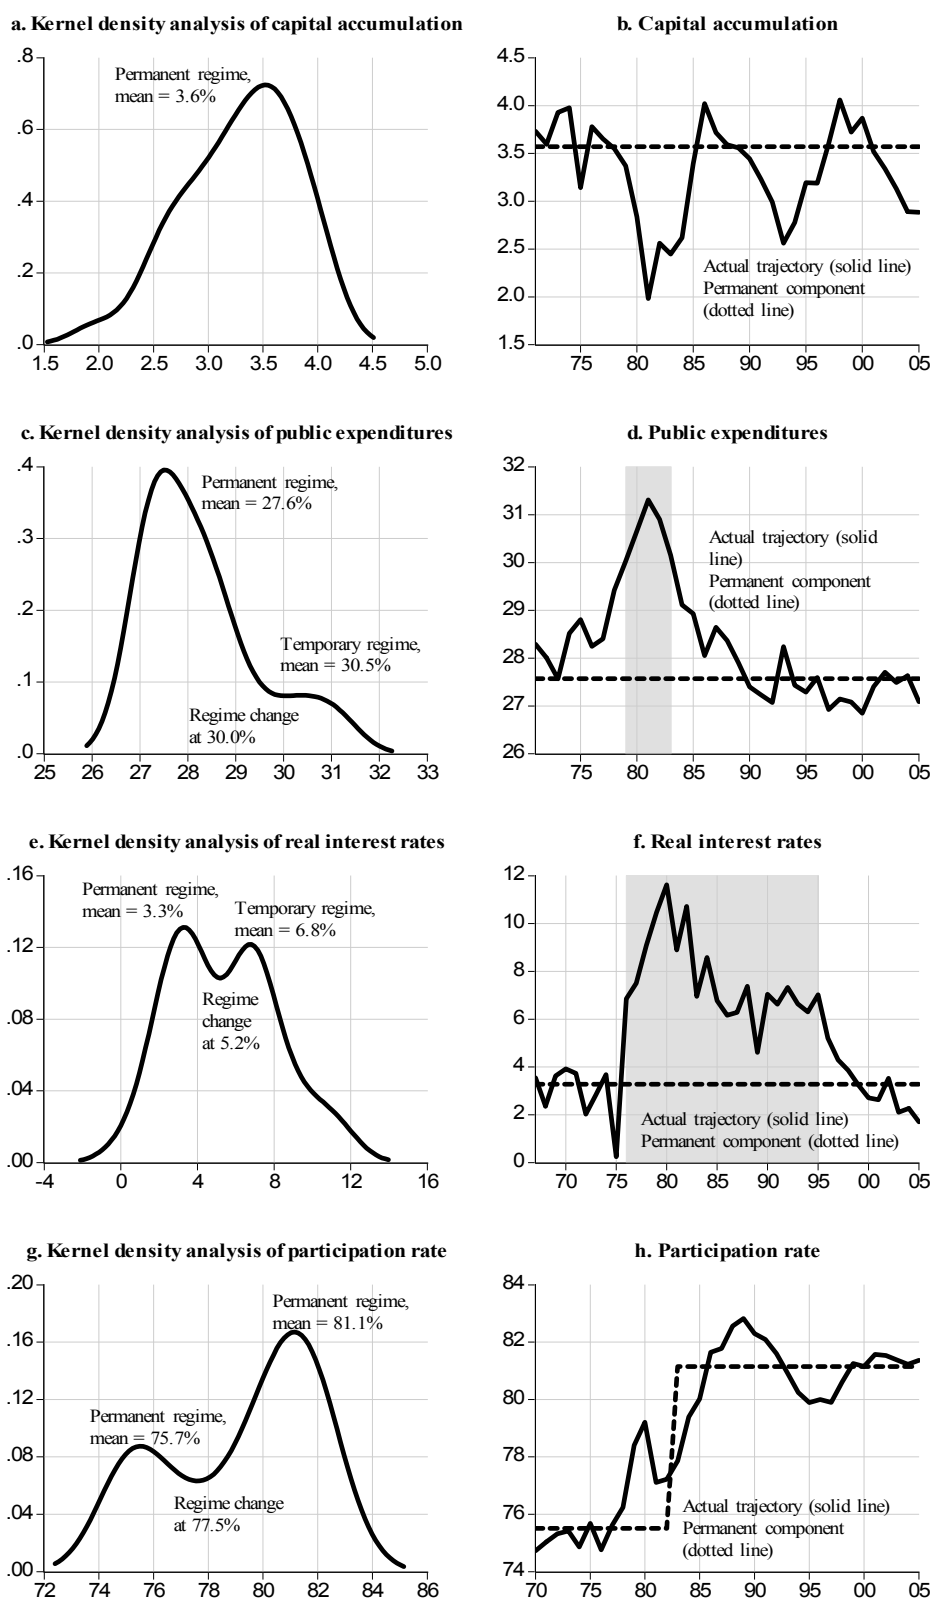 a. Kernel density analysis of capital accumulation
.8
.6
.4
.2
.0
Permanent regime,
mean = 3.6%
1.5 2.0 2.5 3.0 3.5 4.0 4.5 5.0
b. Capital accumulation
4.5
4.0
3.5
3.0
2.5
2.0
1.5
Actual trajectory (solid line)
Permanent component
(dotted line)
75 80 85 90 95 00 05
c. Kernel density analysis of public expenditures
.4
.3
.2
.1
.0
Permanent regime,
mean = 27.6%
Temporary regime,
mean = 30.5%
Regime change
at 30.0%
25 26 27 28 29 30 31 32 33
d. Public expenditures
32
31
30
29
28
27
26
Actual trajectory (solid
line)
Permanent component
(dotted line)
75 80 85 90 95 00 05
e. Kernel density analysis of real interest rates
.16
.12
.08
.04
.00
Permanent regime,
mean = 3.3%
Temporary regime,
mean = 6.8%
Regime
change
at 5.2%
-4 0 4 8 12 16
f. Real interest rates
12
10
8
6
4
2
0
Actual trajectory (solid line)
Permanent component (dotted line)
70 75 80 85 90 95 00 05
g. Kernel density analysis of participation rate
.20
.16
.12
.08
.04
.00
Permanent regime,
mean = 81.1%
Permanent regime,
mean = 75.7%
Regime change
at 77.5%
72 74 76 78 80 82 84 86
h. Participation rate
84
82
80
78
76
74
Actual trajectory (solid line)
Permanent component
(dotted line)
70 75 80 85 90 95 00 05